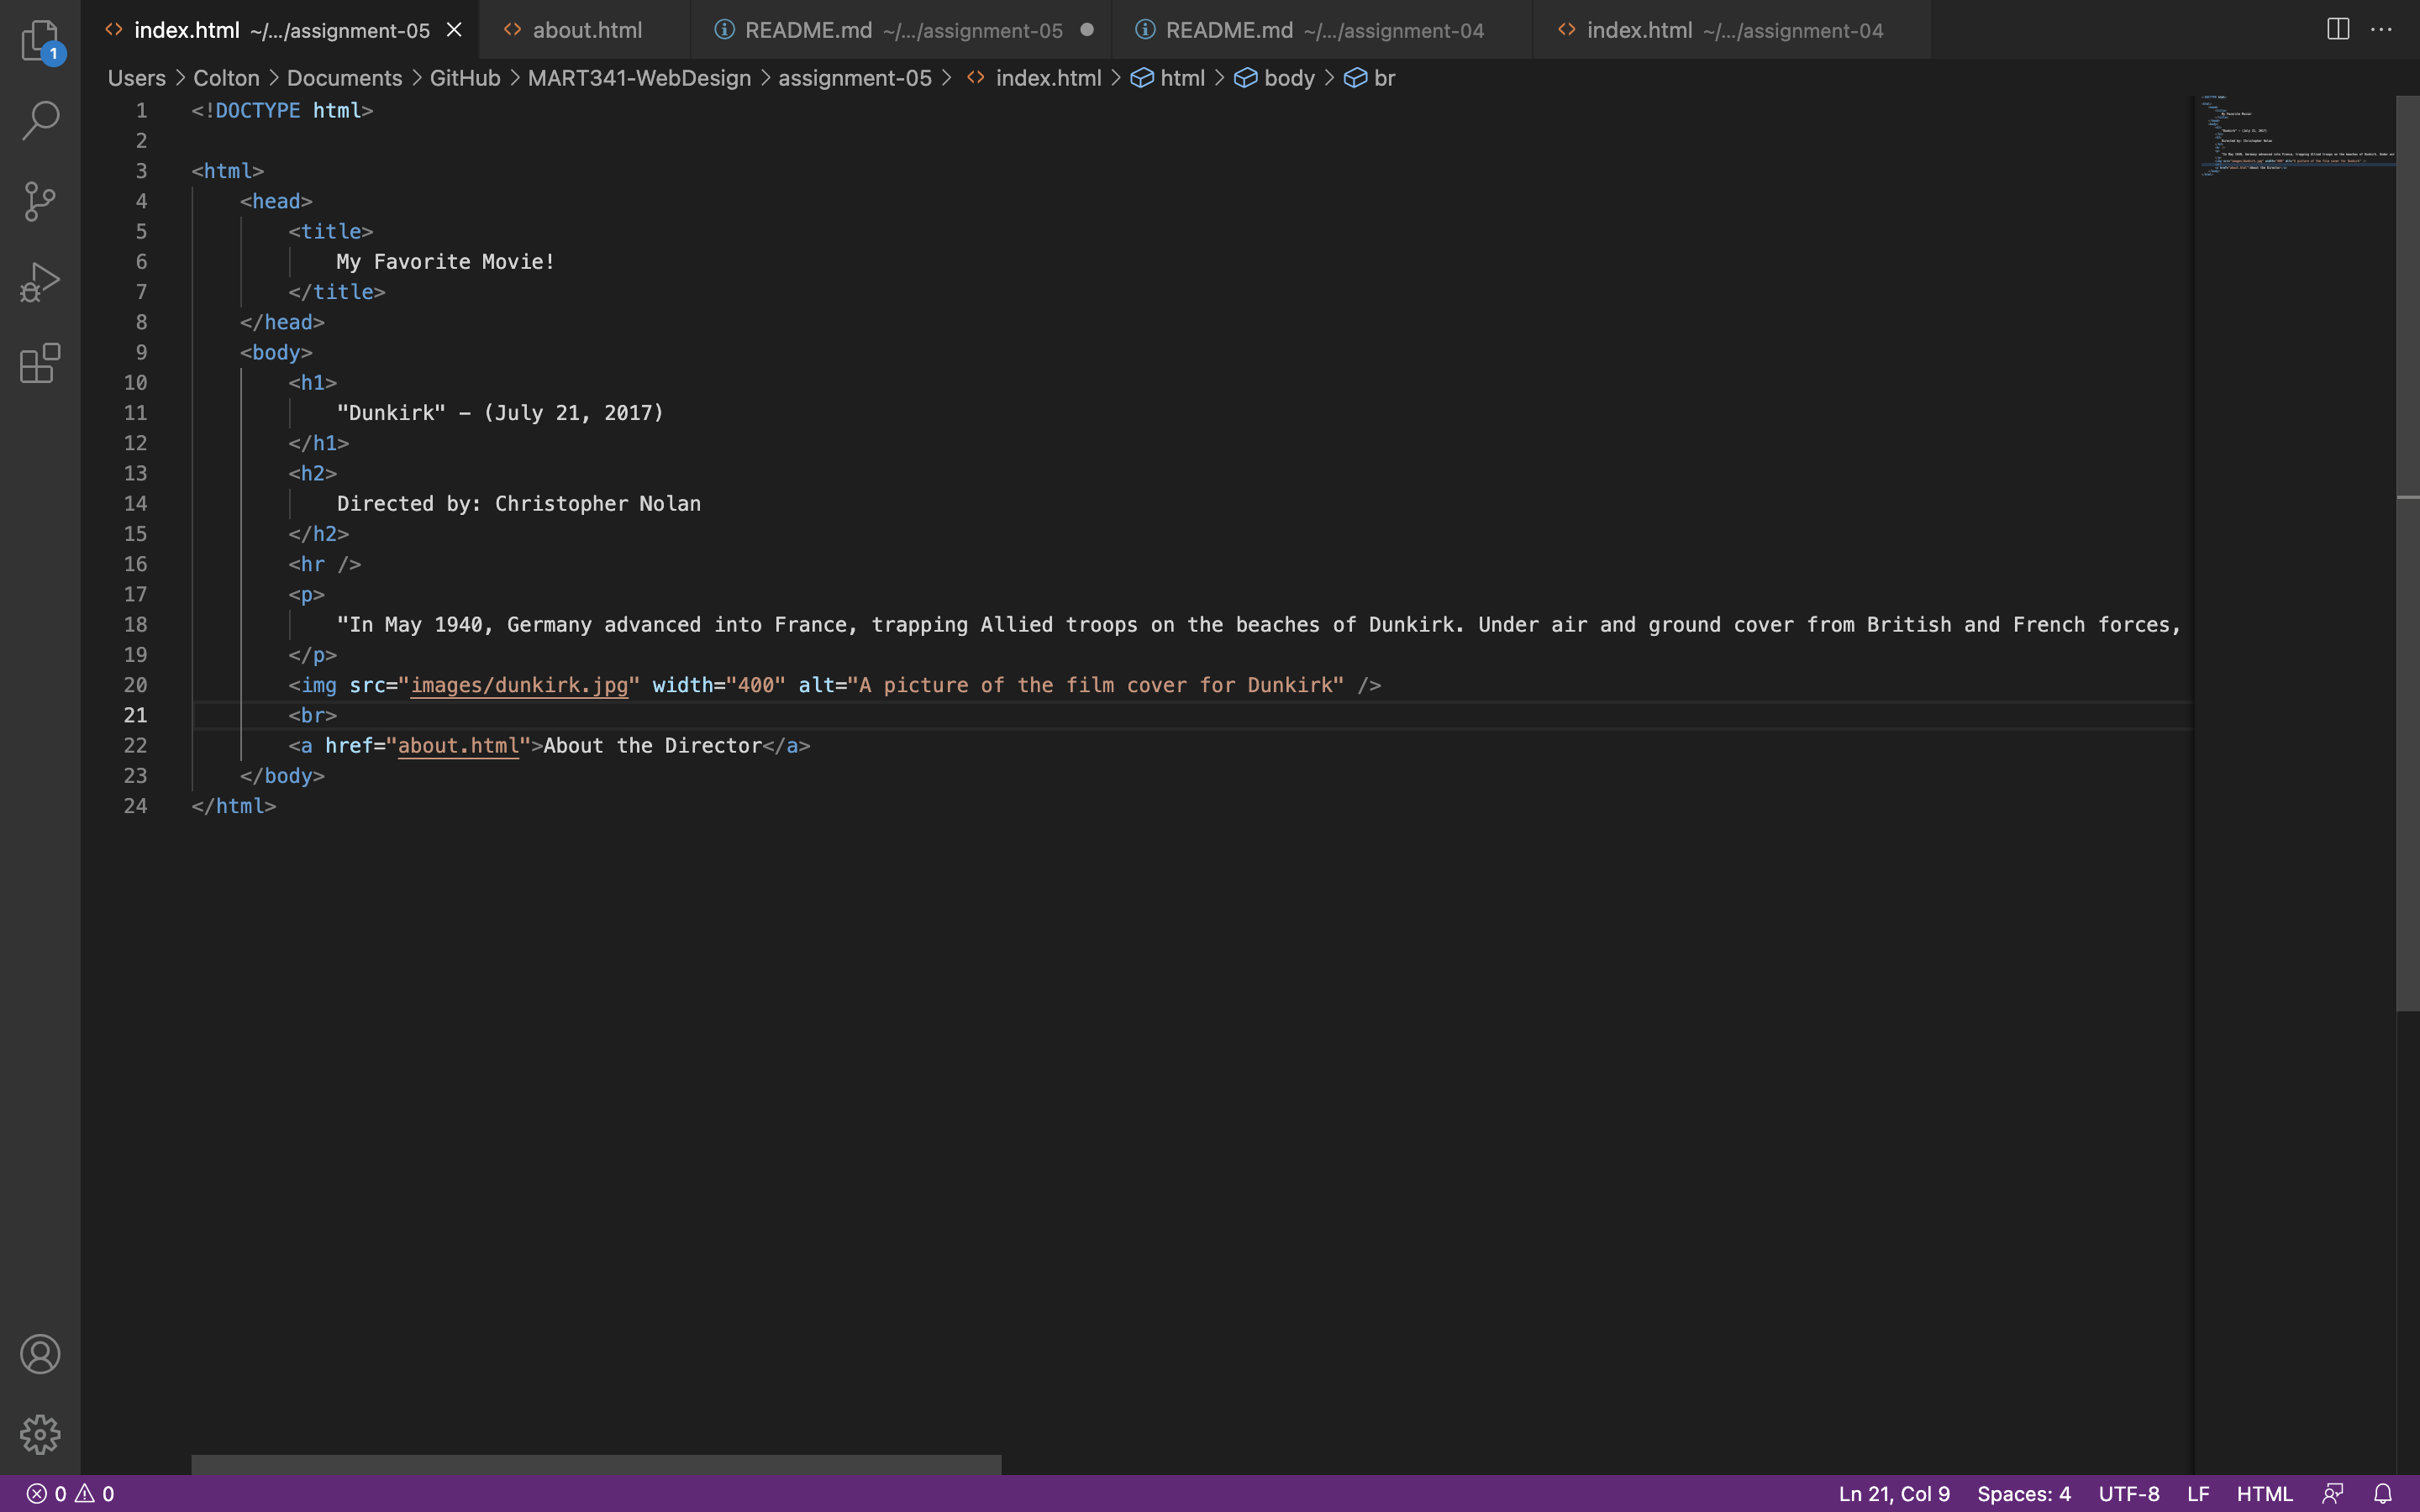 index.html ~/.../assignment-05 about.html README.md ~/.../assignment-05 README.md ~/.../assignment-04 index.html ~/.../assignment-04
1
Users > Colton > Documents > GitHub > MART341-WebDesign > assignment-05 > index.html > html > body > br
1 <!DOCTYPE html>
2
3 <html>
4 <head>
5 <title>
6 My Favorite Movie!
7 </title>
8 </head>
9 <body>
10 <h1>
11 "Dunkirk" – (July 21, 2017)
12 </h1>
13 <h2>
14 Directed by: Christopher Nolan
15 </h2>
16 <hr />
17 <p>
18 "In May 1940, Germany advanced into France, trapping Allied troops on the beaches of Dunkirk. Under air and ground cover from British and French forces,
19 </p>
20 <img src="images/dunkirk.jpg" width="400" alt="A picture of the film cover for Dunkirk" />
21 <br>
22 <a href="about.html">About the Director</a>
23 </body>
24 </html>
0 0 Ln 21, Col 9 Spaces: 4 UTF-8 LF HTML